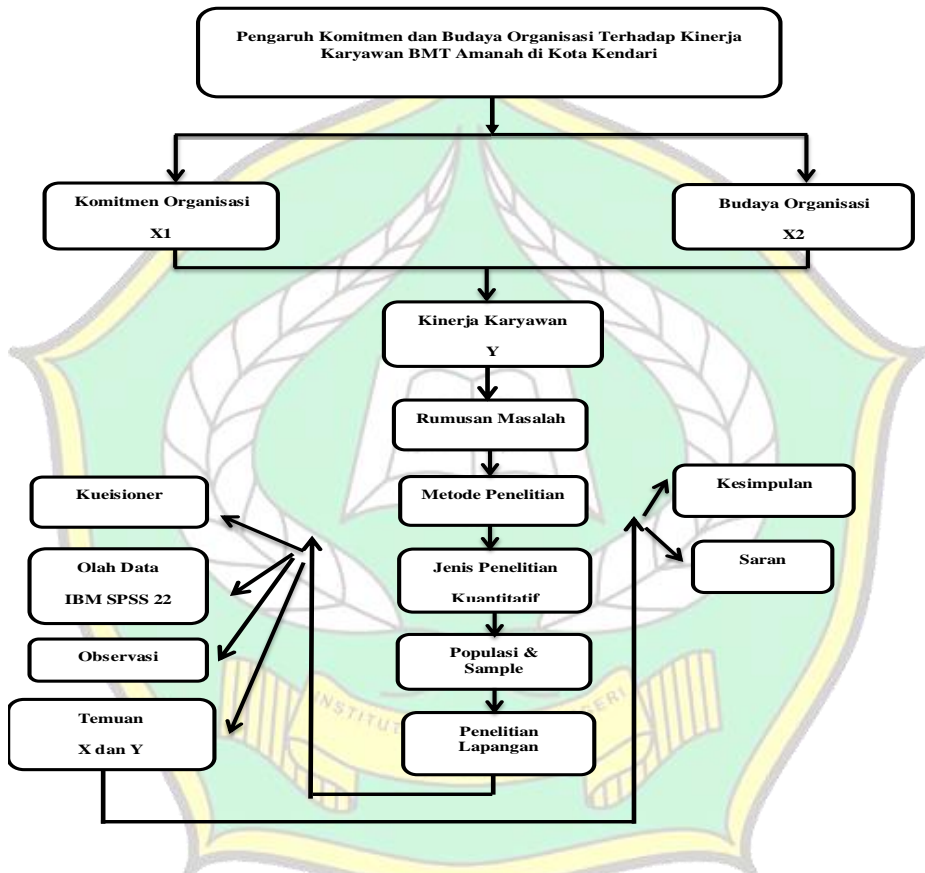 Pengaruh Komitmen dan Budaya Organisasi Terhadap Kinerja
Karyawan BMT Amanah di Kota Kendari
Komitmen Organisasi
X1
Budaya Organisasi
X2
Kinerja Karyawan
Y
Rumusan Masalah
Metode Penelitian
Jenis Penelitian
Kuantitatif
Populasi &
Sample
Penelitian
Lapangan
Kueisioner
Olah Data
IBM SPSS 22
Observasi
Temuan
X dan Y
Kesimpulan
Saran